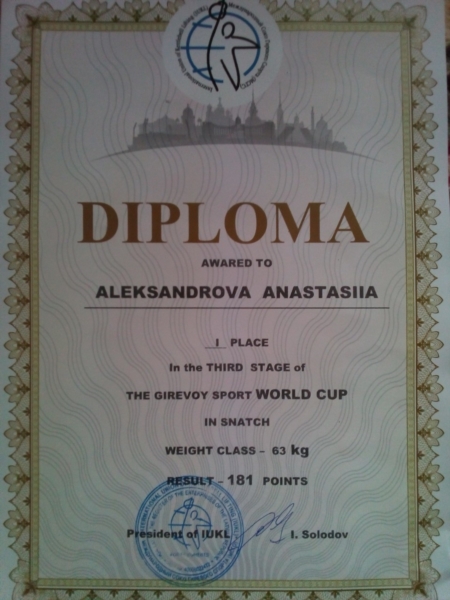 DIPLOMA
AWARED TO
ALEKSANDROVA ANASTASIIA
I PLACE
In the THIRD STAGE of
THE GIREVOY SPORT WORLD CUP
IN SNATCH
WEIGHT CLASS - 63 kg
RESULT - 181 POINTS
President of IUKL I. Solodov